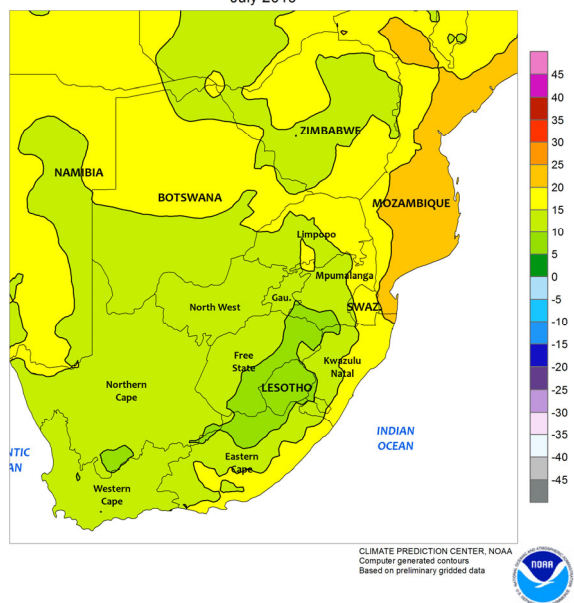 ZIMBABWE
NAMIBIA
BOTSWANA
MOZAMBIQUE
Limpopo
Mpumalanga
North West
Gau.
SWAZ.
Free
State
Kwazulu
Natal
Northern
Cape
LESOTHO
INDIAN
OCEAN
Eastern
Cape
Western
Cape
45
40
35
30
25
20
15
10
5
0
-5
-10
-15
-20
-25
-30
-35
-40
-45
CLIMATE PREDICTION CENTER, NOAA
Computer generated contours
Based on preliminary gridded data
NOAA